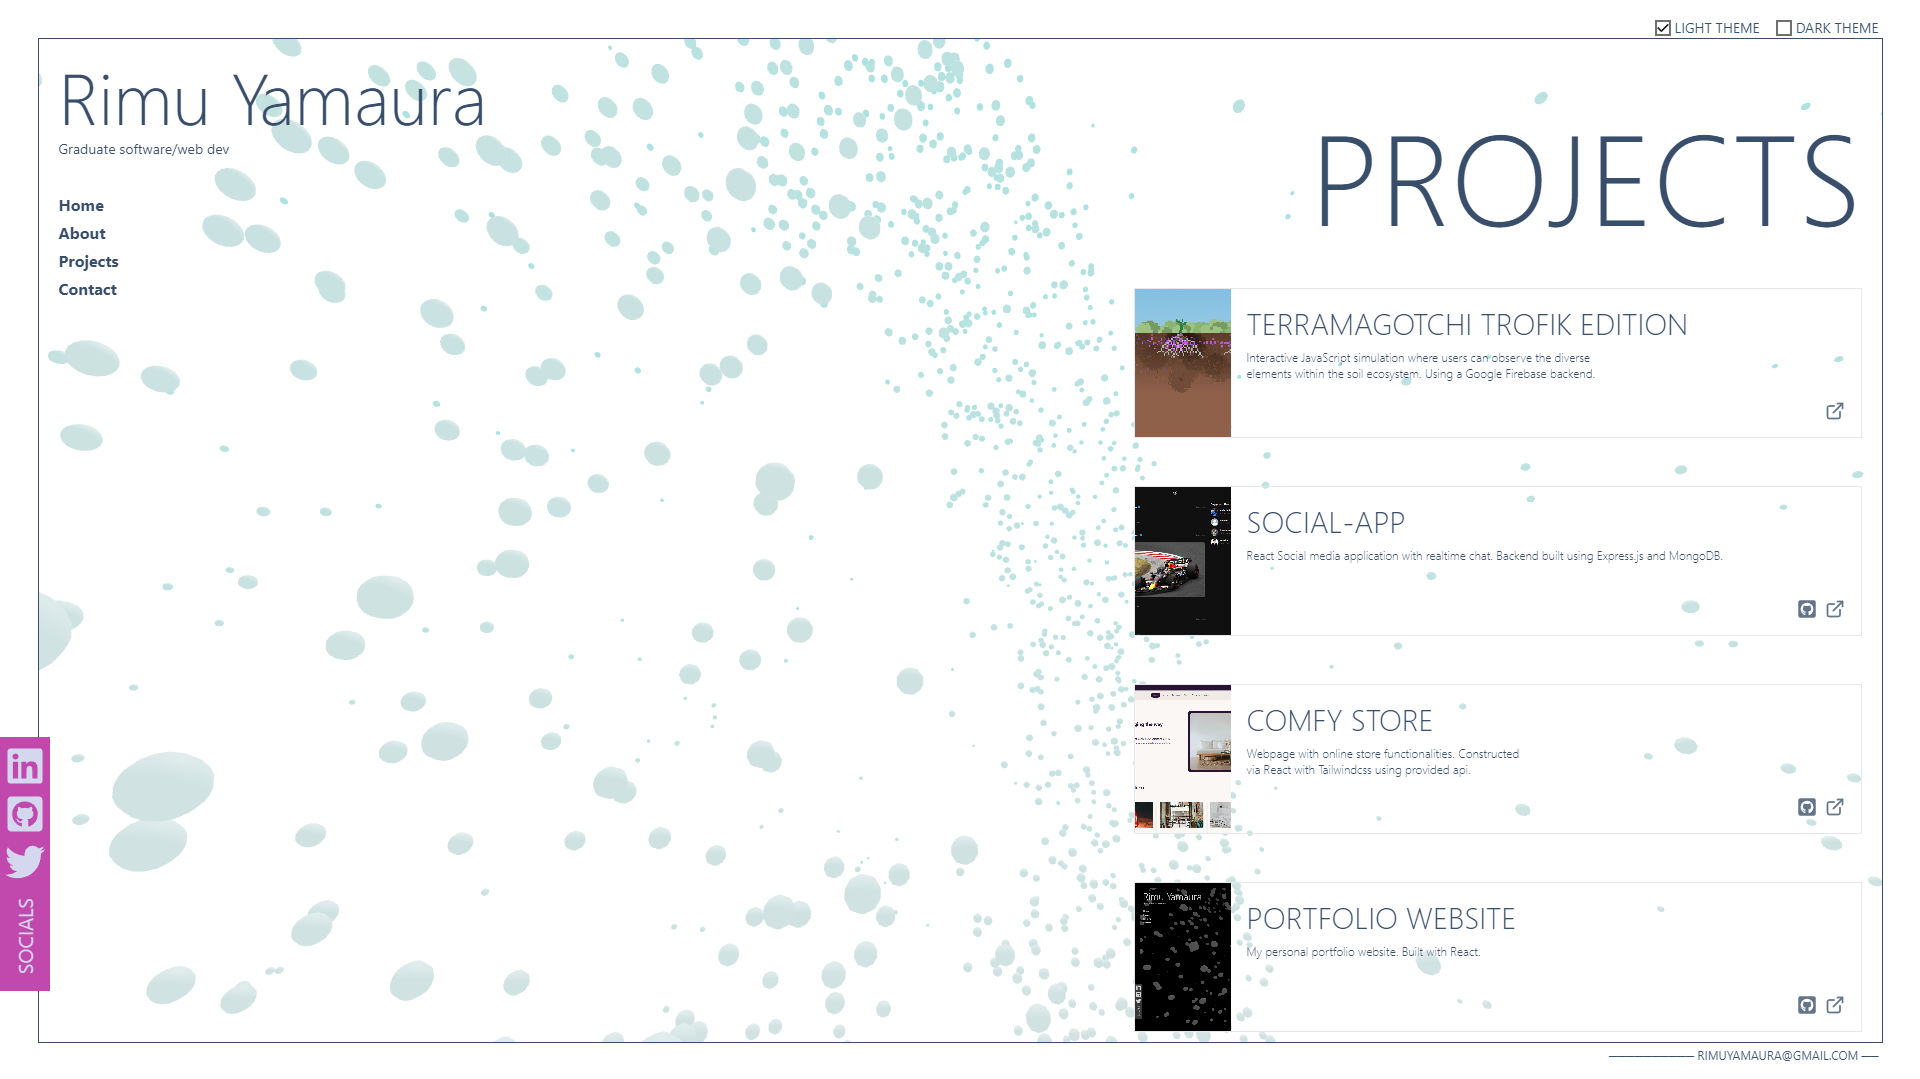 LIGHT THEME
DARK THEME
Rimu Yamaura
Graduate software/web dev
Home
About
Projects
Contact
PROJECTS
TERRAMAGOTCHI TROFIK EDITION
Interactive JavaScript simulation where users can observe the diverse
elements within the soil ecosystem. Using a Google Firebase backend.
SOCIAL-APP
React Social media application with realtime chat. Backend built using Express.js and MongoDB.
COMFY STORE
Webpage with online store functionalities. Constructed
via React with Tailwindcss using provided api.
PORTFOLIO WEBSITE
My personal portfolio website. Built with React.
Rimu Yamaura
in
SOCIALS
RIMUYAMAURA@GMAIL.COM